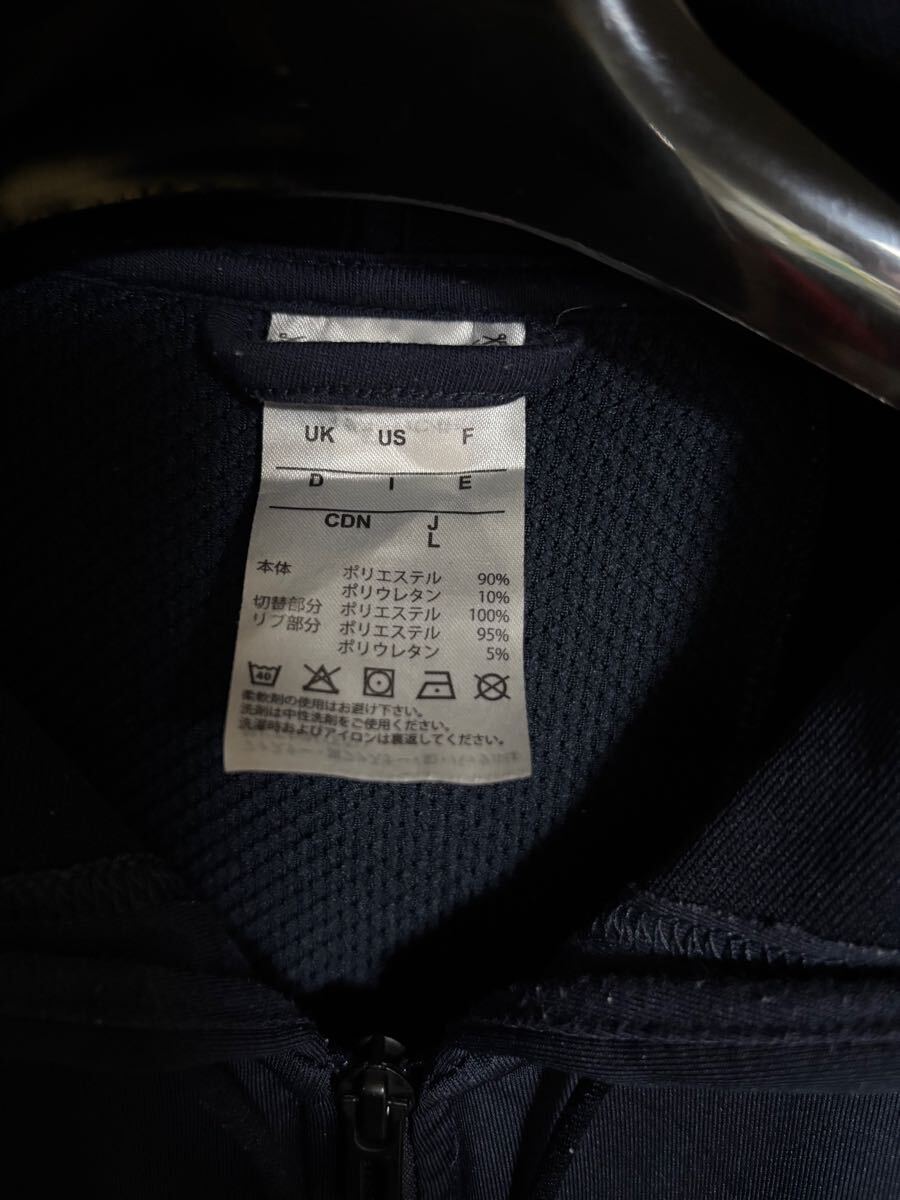 UK US F
D I E
CDN J
L
本体 ポリエステル 90%
ポリウレタン 10%
切替部分 ポリエステル 100%
リブ部分 ポリエステル 95%
ポリウレタン 5%
40
柔軟剤の使用はお避け下さい。
洗剤は中性洗剤をご使用ください。
洗濯時およびアイロンは裏返してください。